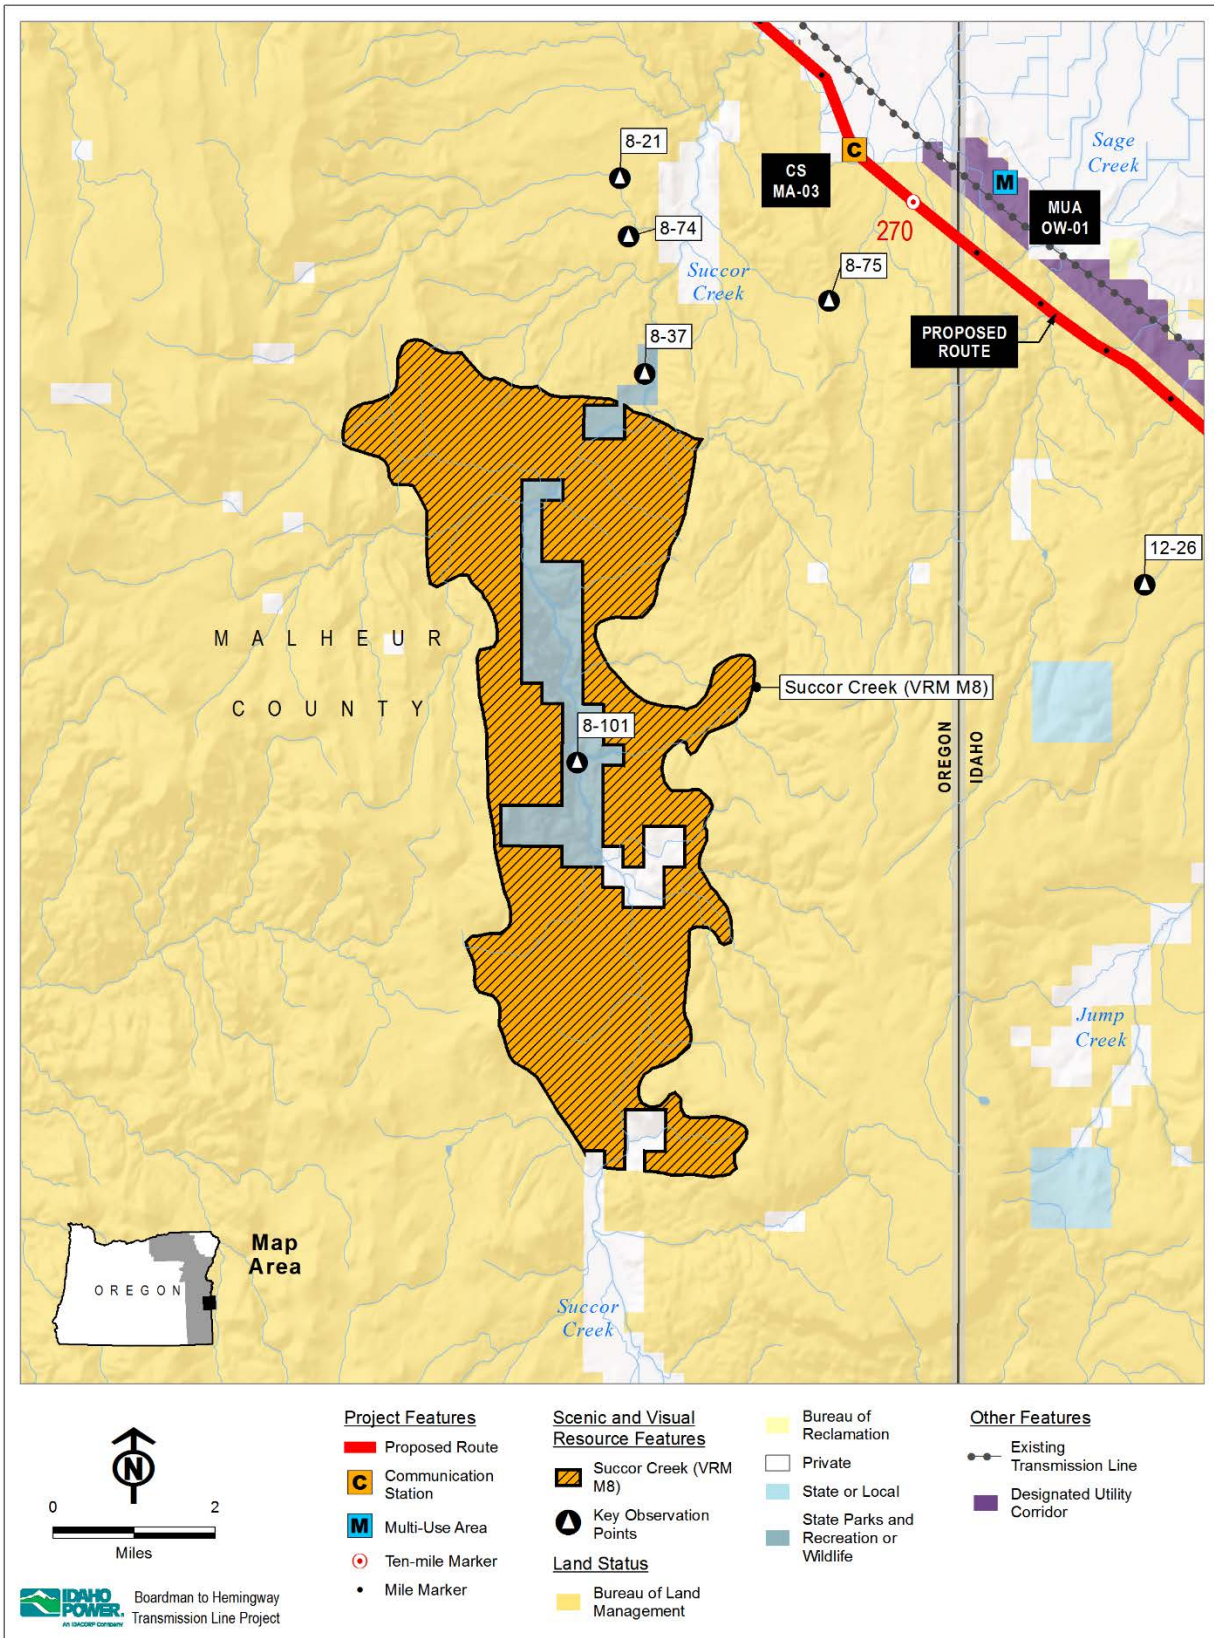 8-21
8-74
Succor
Creek
8-37
C
CS
MA-03
270
8-75
M
MUA
OW-01
Sage
Creek
PROPOSED
ROUTE
12-26
MALHEUR
COUNTY
Succor Creek (VRM M8)
8-101
OREGON
IDAHO
Jump
Creek
Succor
Creek
OREGON
Map
Area
N
0 2
Miles
IDAHO
POWER®
An IDACORP Company
Boardman to Hemingway
Transmission Line Project
Project Features
Proposed Route
C
Communication
Station
M
Multi-Use Area
Ten-mile Marker
Mile Marker
Scenic and Visual
Resource Features
Succor Creek (VRM
M8)
Key Observation
Points
Land Status
Bureau of Land
Management
Bureau of
Reclamation
Private
State or Local
State Parks and
Recreation or
Wildlife
Other Features
Existing
Transmission Line
Designated Utility
Corridor